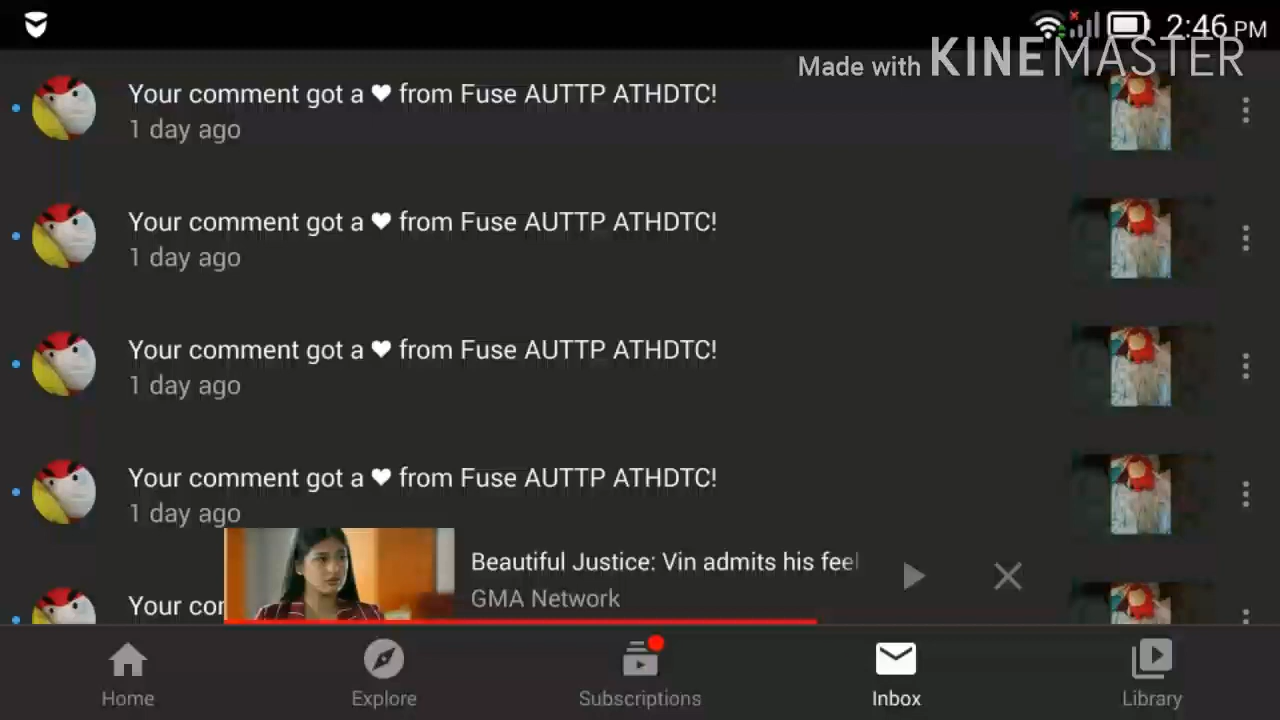 2:46 PM
Made with KINEMASTER
Your comment got a ♥ from Fuse AUTTP ATHDTC!
1 day ago
Your comment got a ♥ from Fuse AUTTP ATHDTC!
1 day ago
Your comment got a ♥ from Fuse AUTTP ATHDTC!
1 day ago
Your comment got a ♥ from Fuse AUTTP ATHDTC!
1 day ago
Beautiful Justice: Vin admits his feel
GMA Network
Your cor
Home
Explore
Subscriptions
Inbox
Library